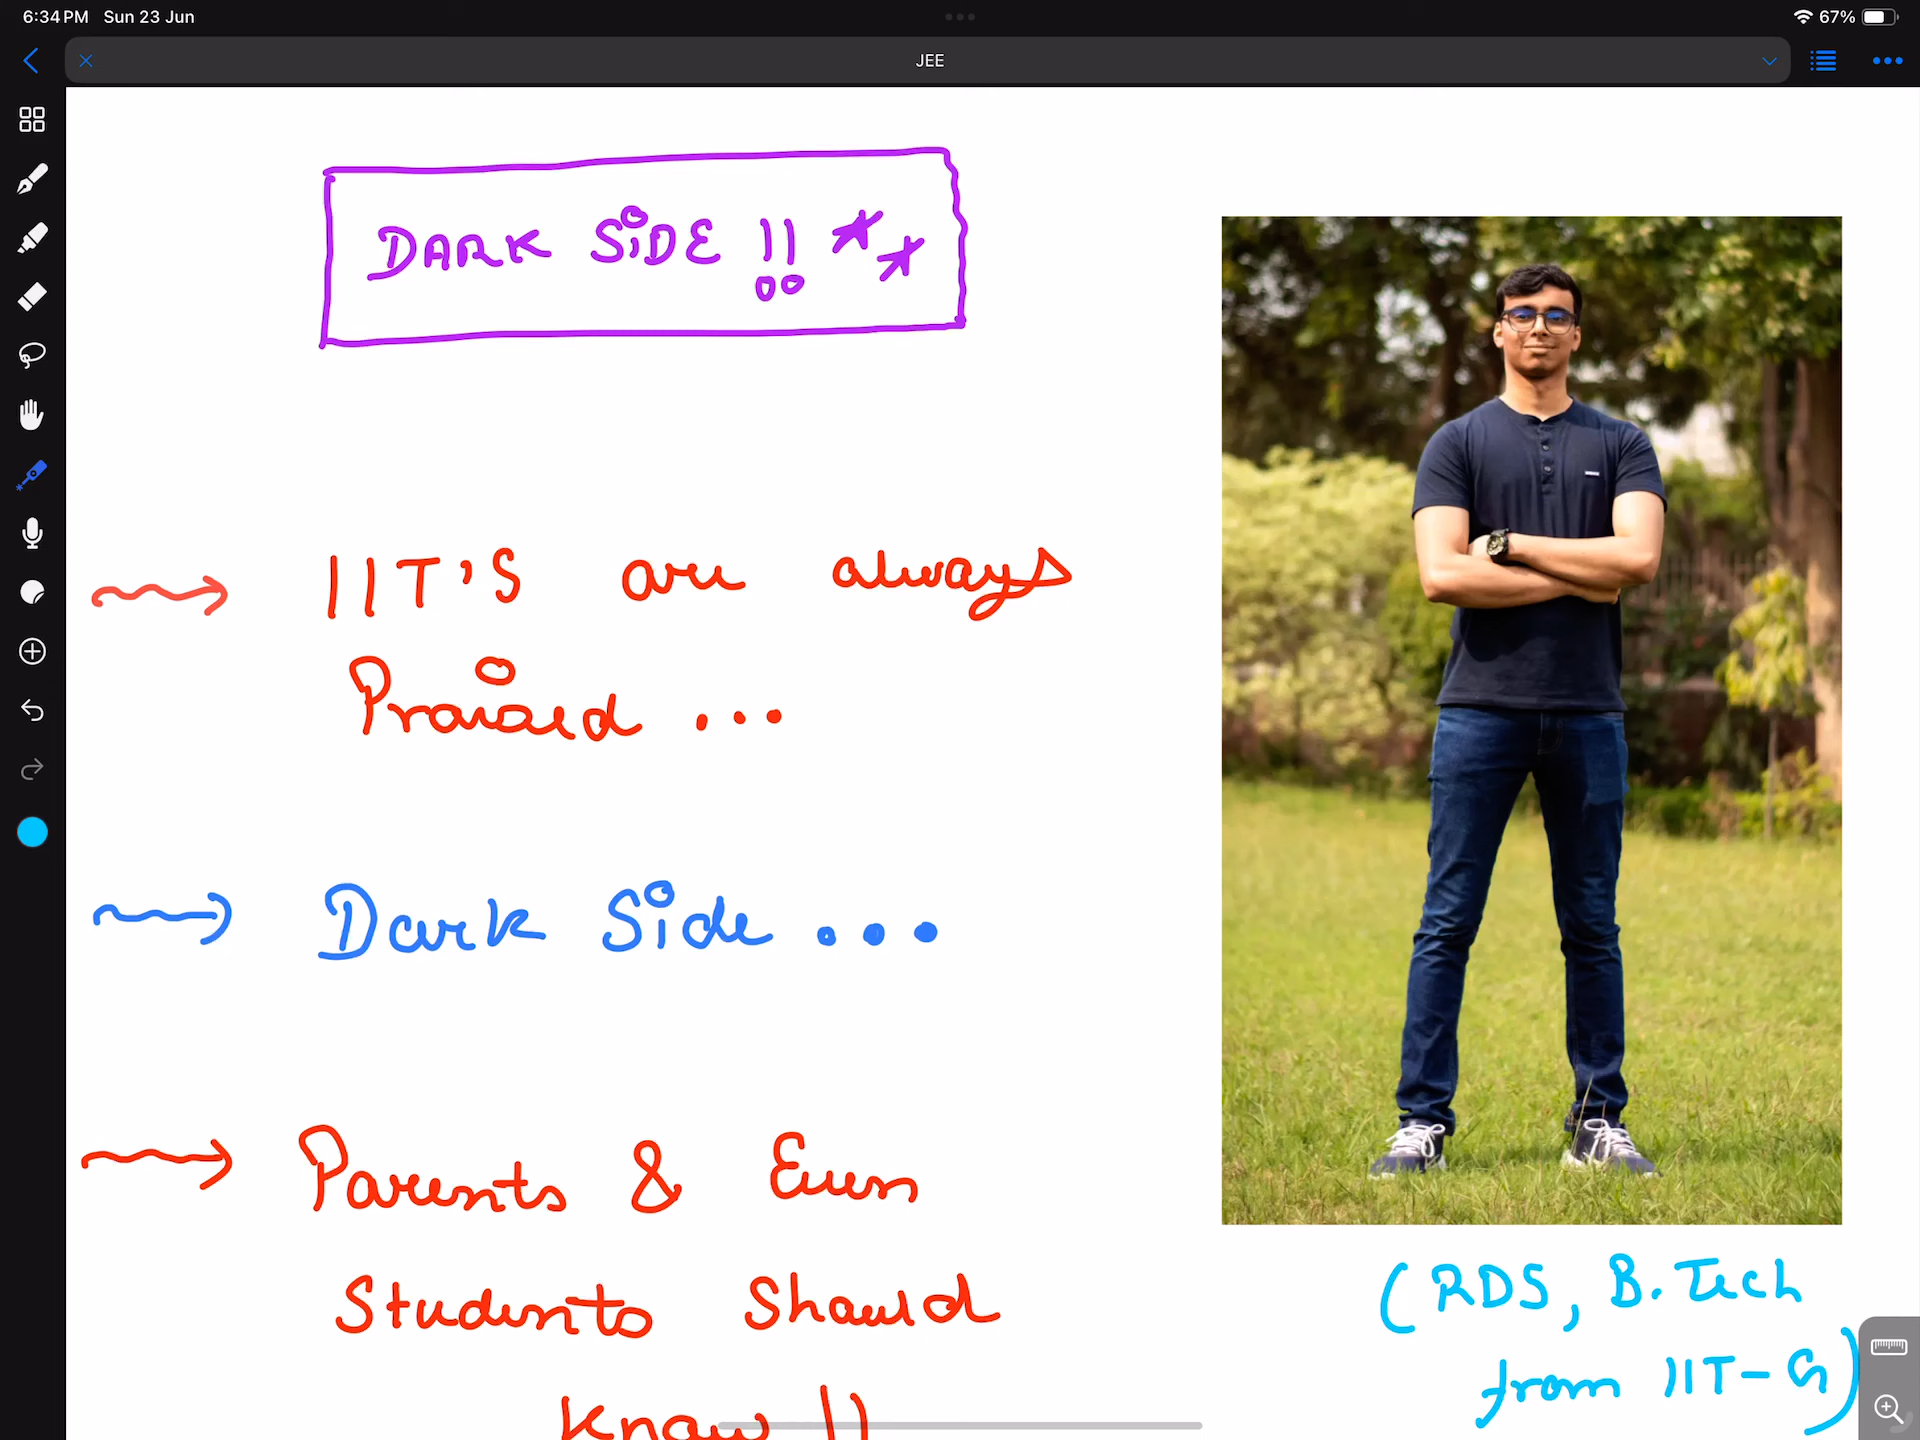 6:34 PM Sun 23 Jun
67%
JEE
DARK SiDE !! **
IIT'S are always
Praised ...
Dark Side ...
Parents & Even
Students Should
Know !!
(RDS, B.Tech
from IIT-G)